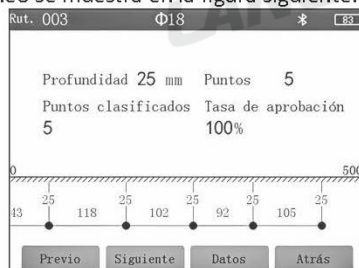 se muestra en la figura siguiente.
Rut. 003 Φ18 83
Profundidad 25 mm Puntos 5
Puntos clasificados Tasa de aprobación
5 100%
0 500
25 25 25 25 25
43 118 102 92 105
Previo Siguiente Datos Atrás